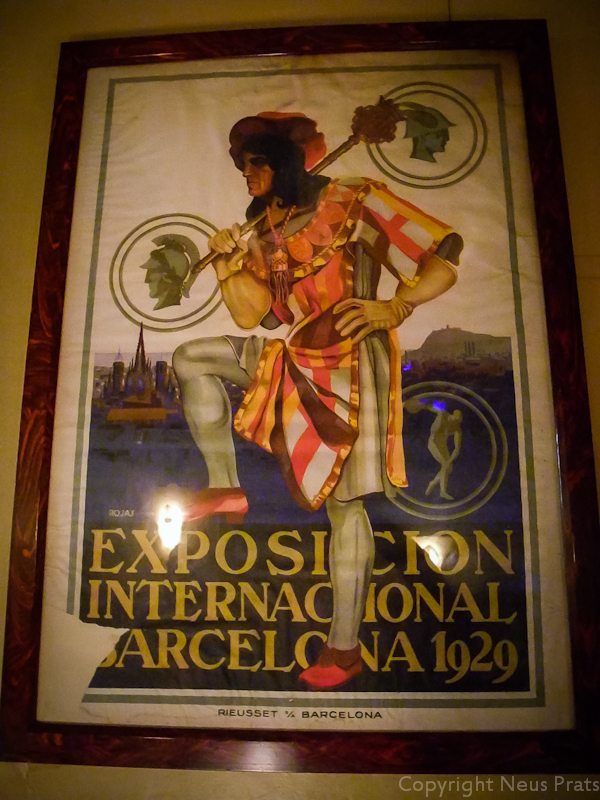 ROJAS
EXPOSICION
INTERNACIONAL
BARCELONA 1929
RIEUSSET S/A BARCELONA
Copyright Neus Prats